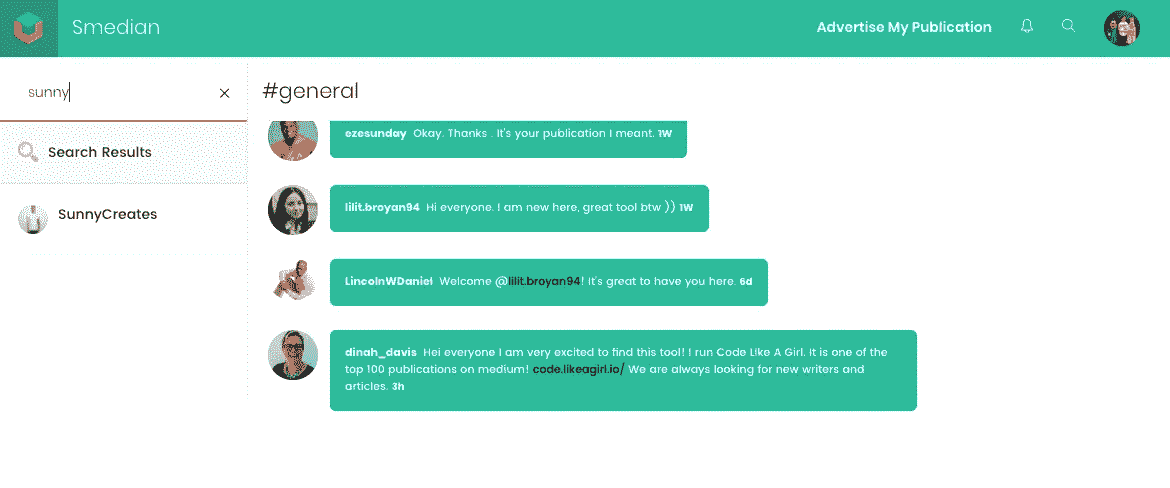 Smedian
Advertise My Publication
sunny
Search Results
SunnyCreates
#general
ezesunday Okay. Thanks . It's your publication I meant. 1W
lilit.broyan94 Hi everyone. I am new here, great tool btw )) 1W
LincolnWDaniel Welcome @lilit.broyan94! It's great to have you here. 6d
dinah_davis Hei everyone I am very excited to find this tool! I run Code Like A Girl. It is one of the
top 100 publications on medium! code.likeagirl.io/ We are always looking for new writers and
articles. 3h